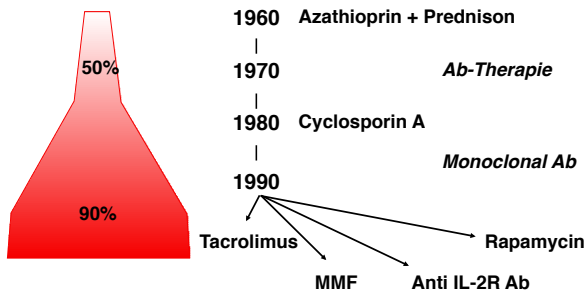 1960 Azathioprin + Prednison
50%
1970 Ab-Therapie
1980 Cyclosporin A
Monoclonal Ab
1990
90%
Tacrolimus
Rapamycin
MMF
Anti IL-2R Ab